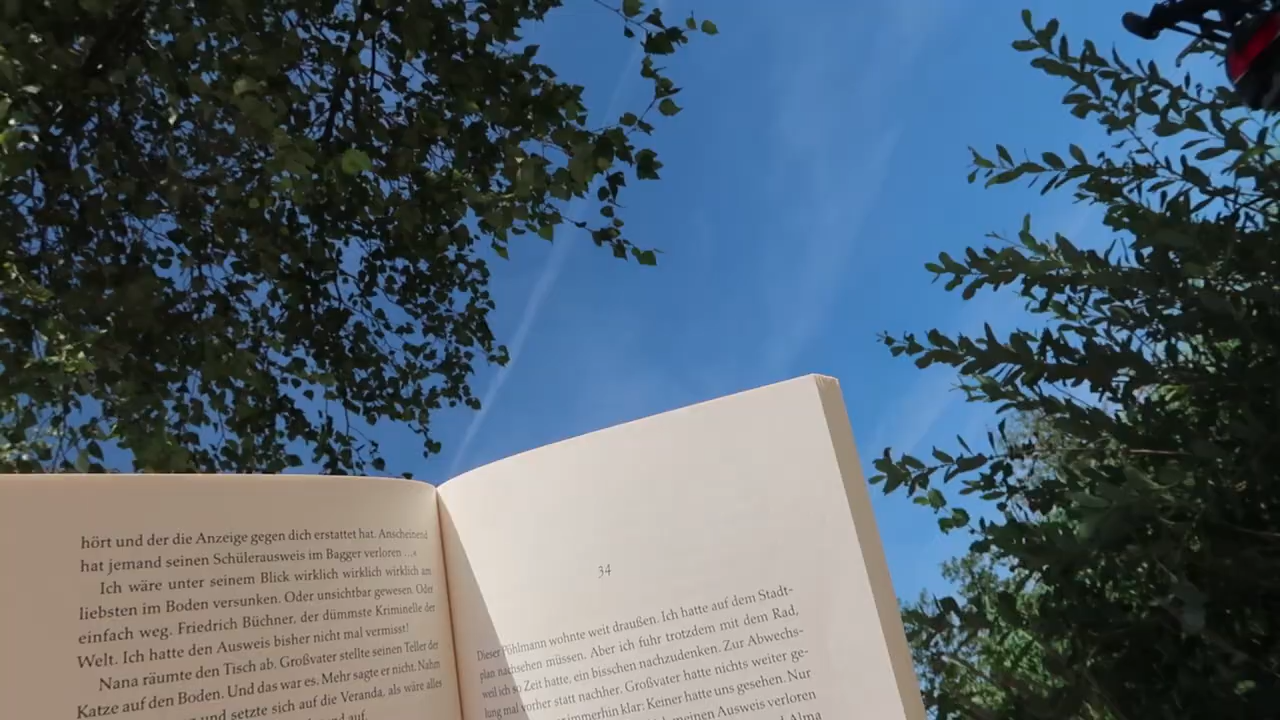 hört und der die Anzeige gegen dich erstattet hat. Anscheinend
hat jemand seinen Schülerausweis im Bagger verloren …«
Ich wäre unter seinem Blick wirklich wirklich wirklich am
liebsten im Boden versunken. Oder unsichtbar gewesen. Oder
einfach weg. Friedrich Büchner, der dümmste Kriminelle der
Welt. Ich hatte den Ausweis bisher nicht mal vermisst!
Nana räumte den Tisch ab. Großvater stellte seinen Teller der
Katze auf den Boden. Und das war es. Mehr sagte er nicht. Nahm
und setzte sich auf die Veranda, als wäre alles
auf.
34
Dieser Pöhlmann wohnte weit draußen. Ich hatte auf dem Stadt-
plan nachsehen müssen. Aber ich fuhr trotzdem mit dem Rad,
weil ich so Zeit hatte, ein bisschen nachzudenken. Zur Abwechs-
lung mal vorher statt nachher. Großvater hatte nichts weiter ge-
immerhin klar: Keiner hatte uns gesehen. Nur
meinen Ausweis verloren
und Alma